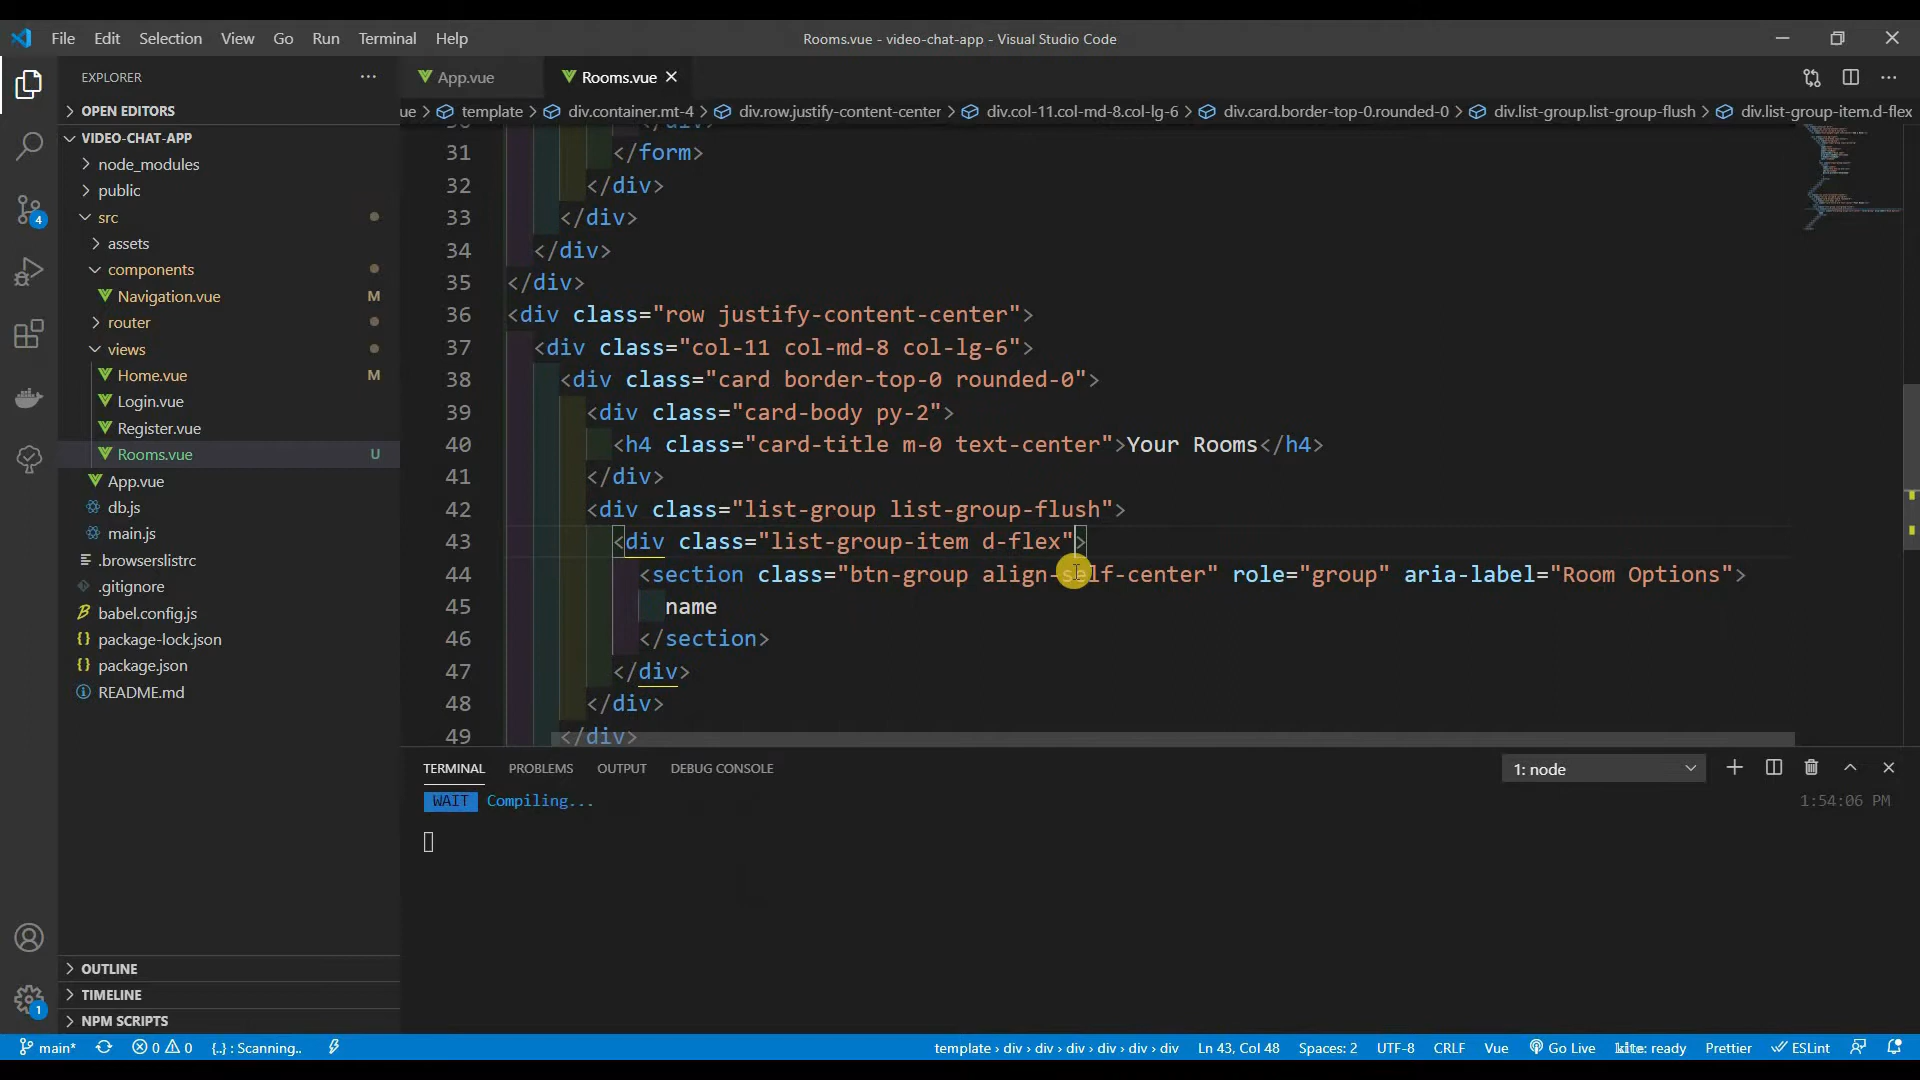 File Edit Selection View Go Run Terminal Help
Rooms.vue - video-chat-app - Visual Studio Code
EXPLORER
OPEN EDITORS
VIDEO-CHAT-APP
node_modules
public
src
assets
components
Navigation.vue M
router
views
Home.vue M
Login.vue
Register.vue
Rooms.vue U
App.vue
db.js
main.js
.browserslistrc
.gitignore
babel.config.js
package-lock.json
package.json
README.md
OUTLINE
TIMELINE
NPM SCRIPTS
4
1
App.vue Rooms.vue
ue > template > div.container.mt-4 > div.row.justify-content-center > div.col-11.col-md-8.col-lg-6 > div.card.border-top-0.rounded-0 > div.list-group.list-group-flush > div.list-group-item.d-flex
30 </div>
31 </form>
32 </div>
33 </div>
34 </div>
35 </div>
36 <div class="row justify-content-center">
37 <div class="col-11 col-md-8 col-lg-6">
38 <div class="card border-top-0 rounded-0">
39 <div class="card-body py-2">
40 <h4 class="card-title m-0 text-center">Your Rooms</h4>
41 </div>
42 <div class="list-group list-group-flush">
43 <div class="list-group-item d-flex">
44 <section class="btn-group align-self-center" role="group" aria-label="Room Options">
45 name
46 </section>
47 </div>
48 </div>
49 </div>
TERMINAL PROBLEMS OUTPUT DEBUG CONSOLE
1: node
WAIT Compiling... 1:54:06 PM
main* 0 0 {..} : Scanning..
template › div › div › div › div › div › div Ln 43, Col 48 Spaces: 2 UTF-8 CRLF Vue Go Live kite: ready Prettier ESLint